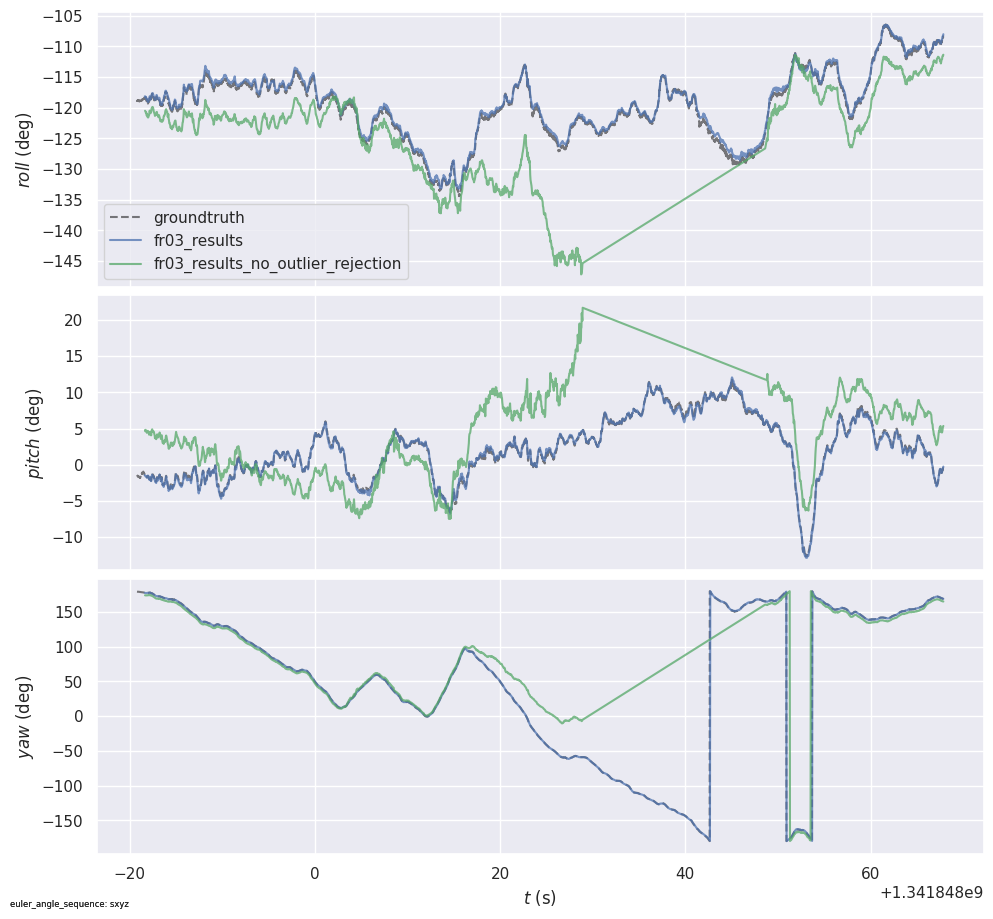 −105
−110
−115
−120
−125
−130
−135
−140
−145
roll (deg)
groundtruth
fr03_results
fr03_results_no_outlier_rejection
20
15
10
5
0
−5
−10
pitch (deg)
150
100
50
0
−50
−100
−150
yaw (deg)
−20 0 20 40 60
t (s)
+1.341848e9
euler_angle_sequence: sxyz